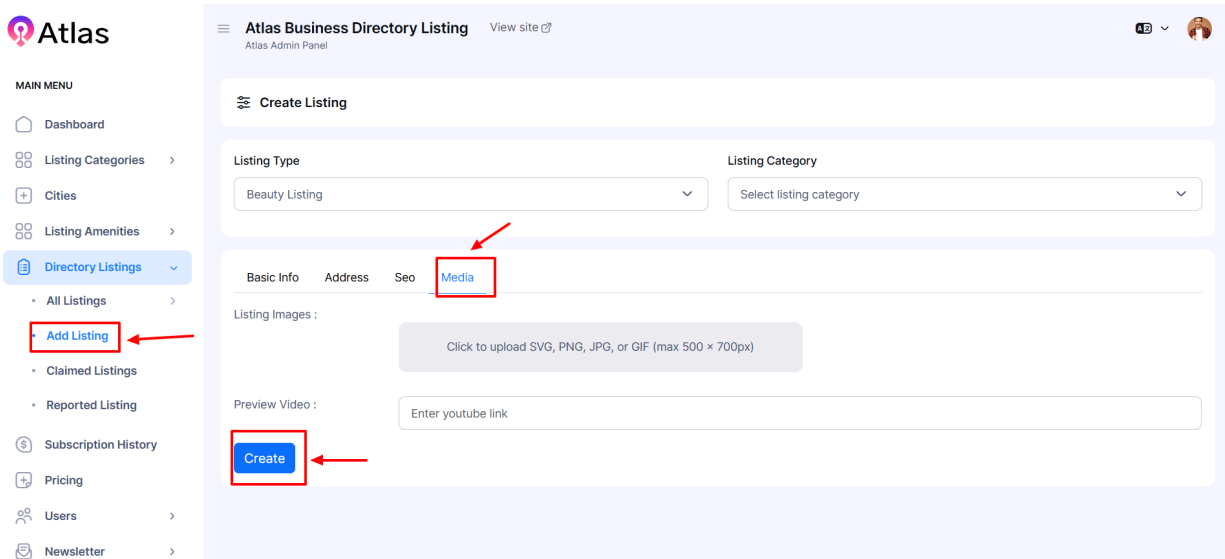 Atlas
Atlas Business Directory Listing View site
Atlas Admin Panel
MAIN MENU
Dashboard
Listing Categories
Cities
Listing Amenities
Directory Listings
All Listings
Add Listing
Claimed Listings
Reported Listing
Subscription History
Pricing
Users
Newsletter
Create Listing
Listing Type
Beauty Listing
Listing Category
Select listing category
Basic Info Address Seo Media
Listing Images :
Click to upload SVG, PNG, JPG, or GIF (max 500 × 700px)
Preview Video :
Enter youtube link
Create